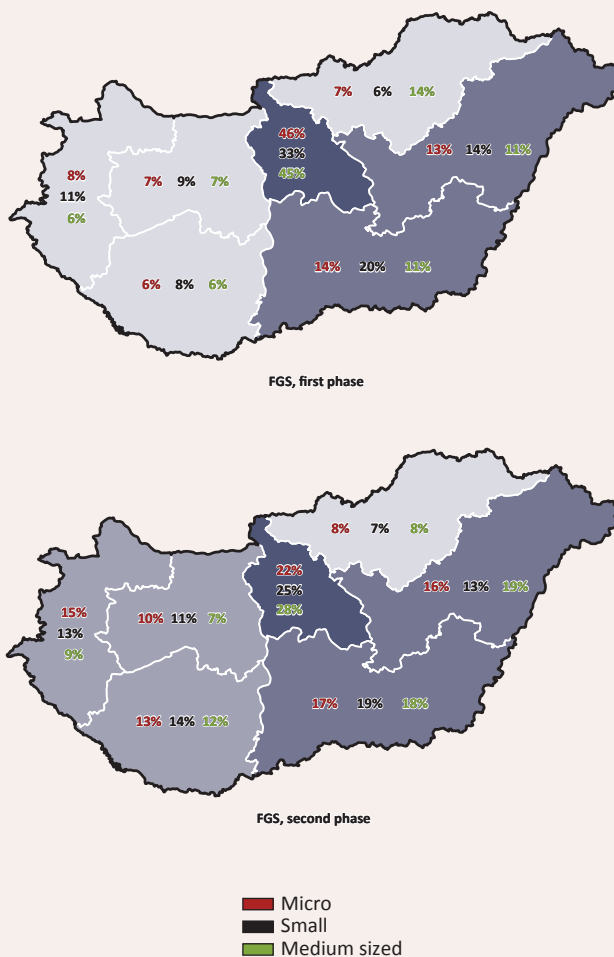 7% 6% 14%
46%
33%
45%
13% 14% 11%
8%
11%
6%
7% 9% 7%
14% 20% 11%
6% 8% 6%
FGS, first phase
8% 7% 8%
22%
25%
28%
16% 13% 19%
15%
13%
9%
10% 11% 7%
17% 19% 18%
13% 14% 12%
FGS, second phase
Micro
Small
Medium sized